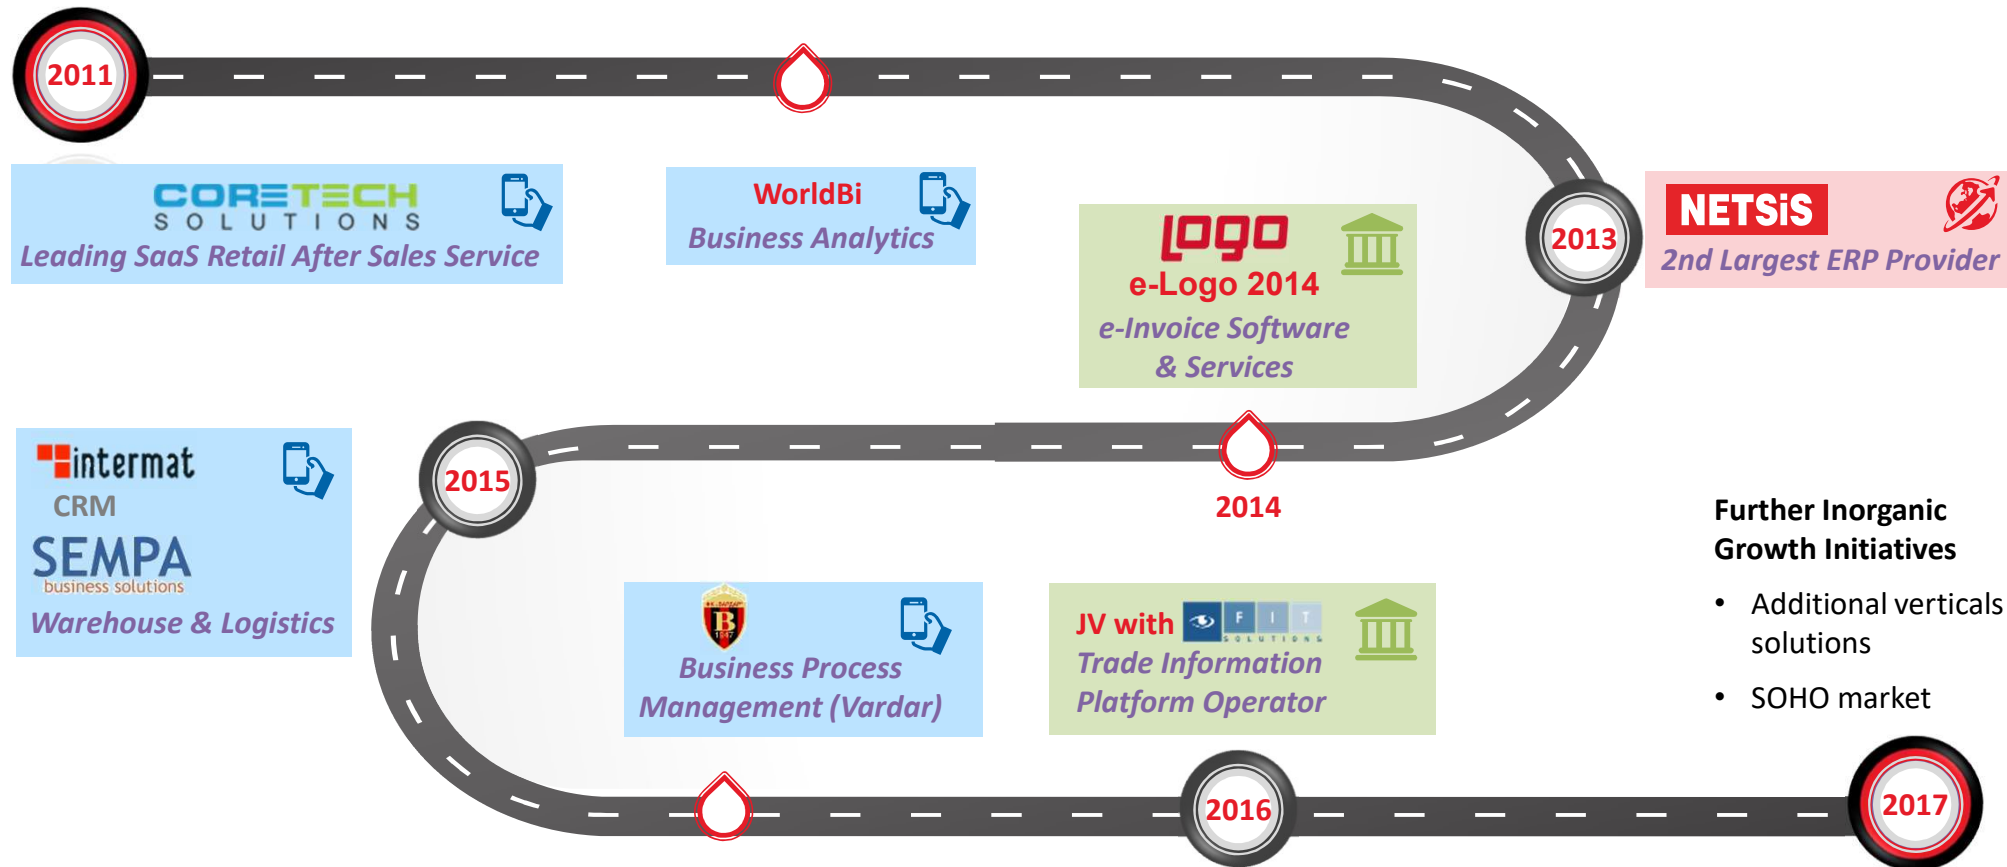 2011
CORETECH
SOLUTIONS
Leading SaaS Retail After Sales Service
WorldBi
Business Analytics
LOGO
e-Logo 2014
e-Invoice Software
& Services
2013
NETSiS
2nd Largest ERP Provider
2014
2015
intermat
CRM
SEMPA
business solutions
Warehouse & Logistics
B
1947
Business Process
Management (Vardar)
JV with FIT
SOLUTIONS
Trade Information
Platform Operator
2016
Further Inorganic
Growth Initiatives
• Additional verticals
solutions
• SOHO market
2017